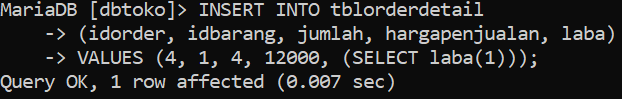 MariaDB [dbtoko]> INSERT INTO tblorderdetail
-> (idorder, idbarang, jumlah, hargapenjualan, laba)
-> VALUES (4, 1, 4, 12000, (SELECT laba(1)));
Query OK, 1 row affected (0.007 sec)